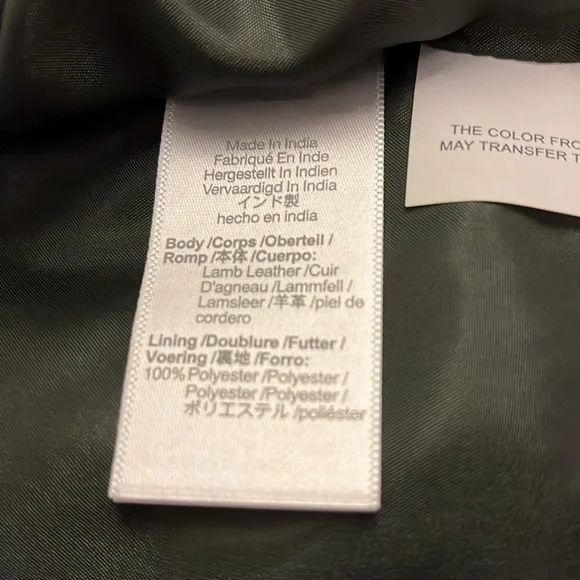 Made In India
Fabriqué En Inde
Hergestellt In Indien
Vervaardigd In India
インド製
hecho en india
Body /Corps /Oberteil /
Romp /本体 /Cuerpo:
Lamb Leather /Cuir
D'agneau /Lammfell /
Lamsleer /羊革 /piel de
cordero
Lining /Doublure /Futter /
Voering /裏地 /Forro:
100% Polyester /Polyester /
Polyester /Polyester /
ポリエステル /poliéster
THE COLOR FRO
MAY TRANSFER T